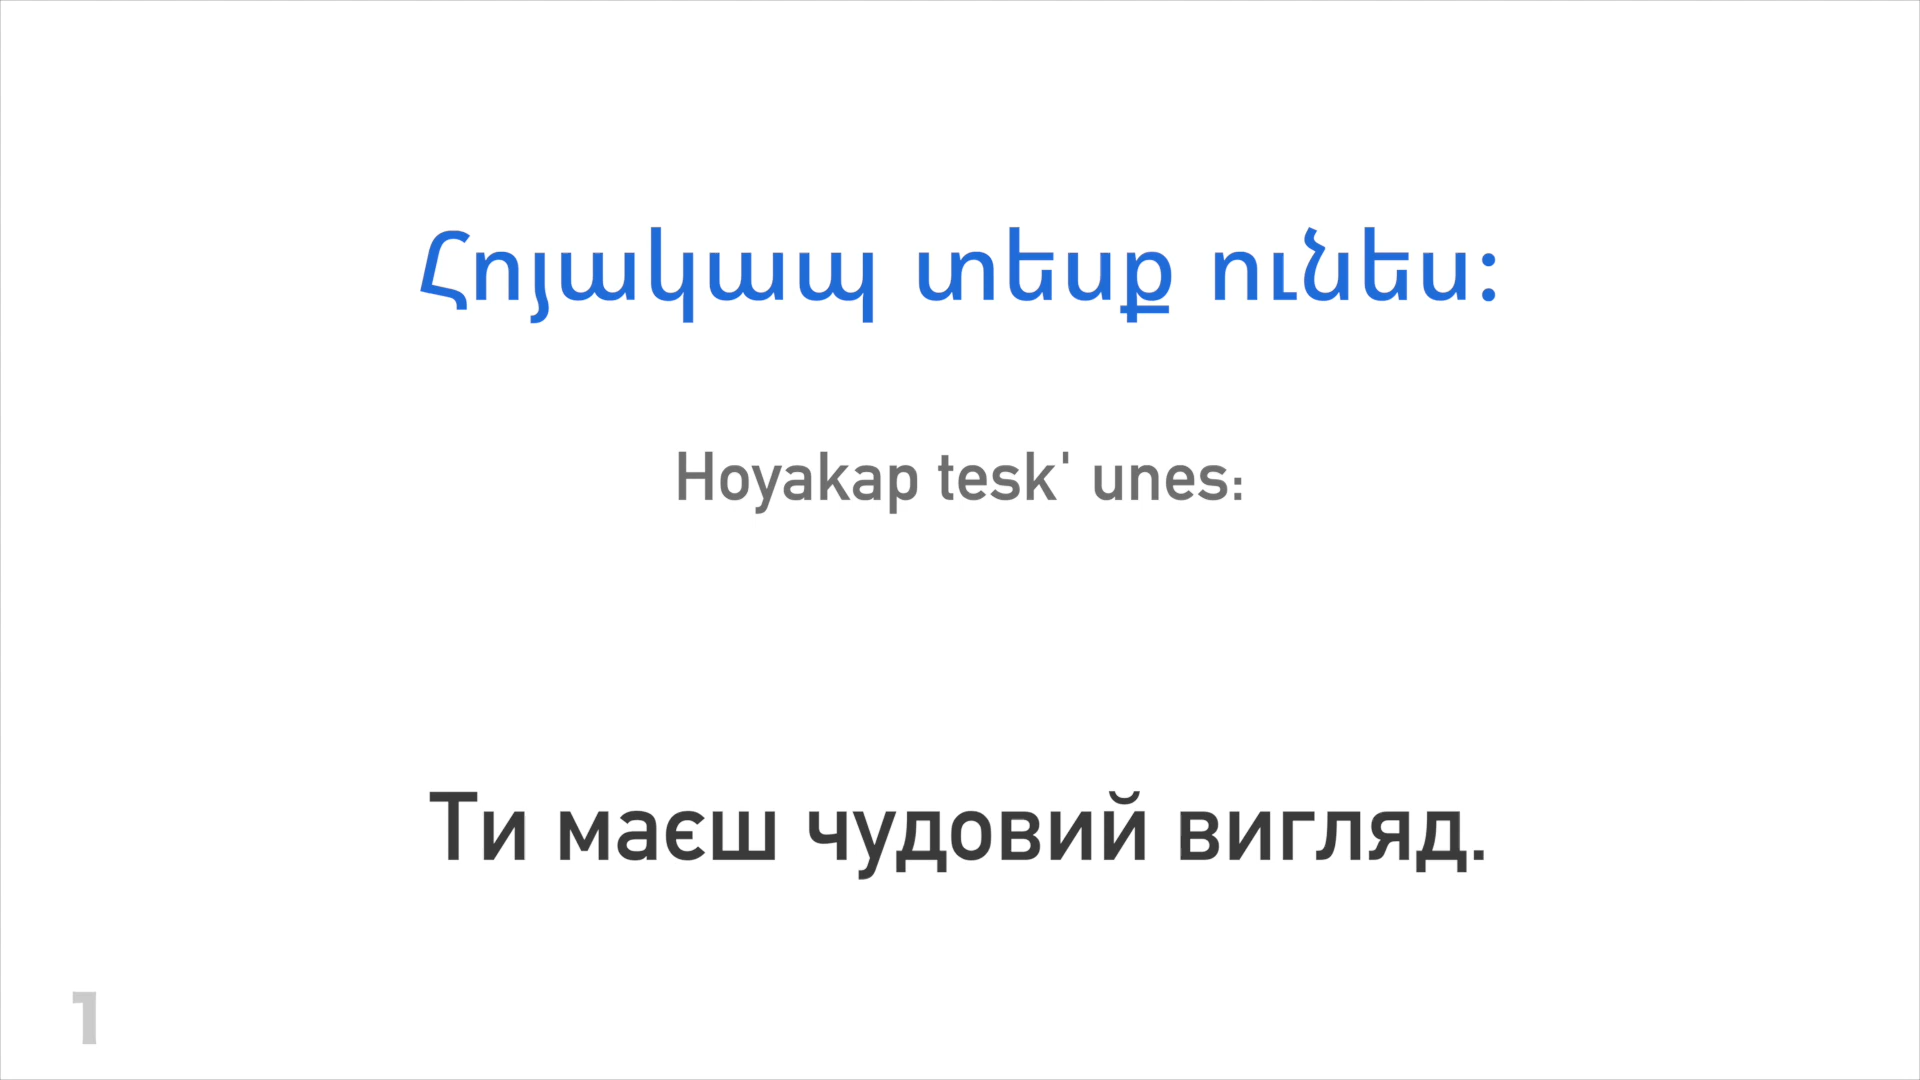 Հոյակապ տեսք ունես:
Hoyakap tesk' unes:
Ти маєш чудовий вигляд.
1